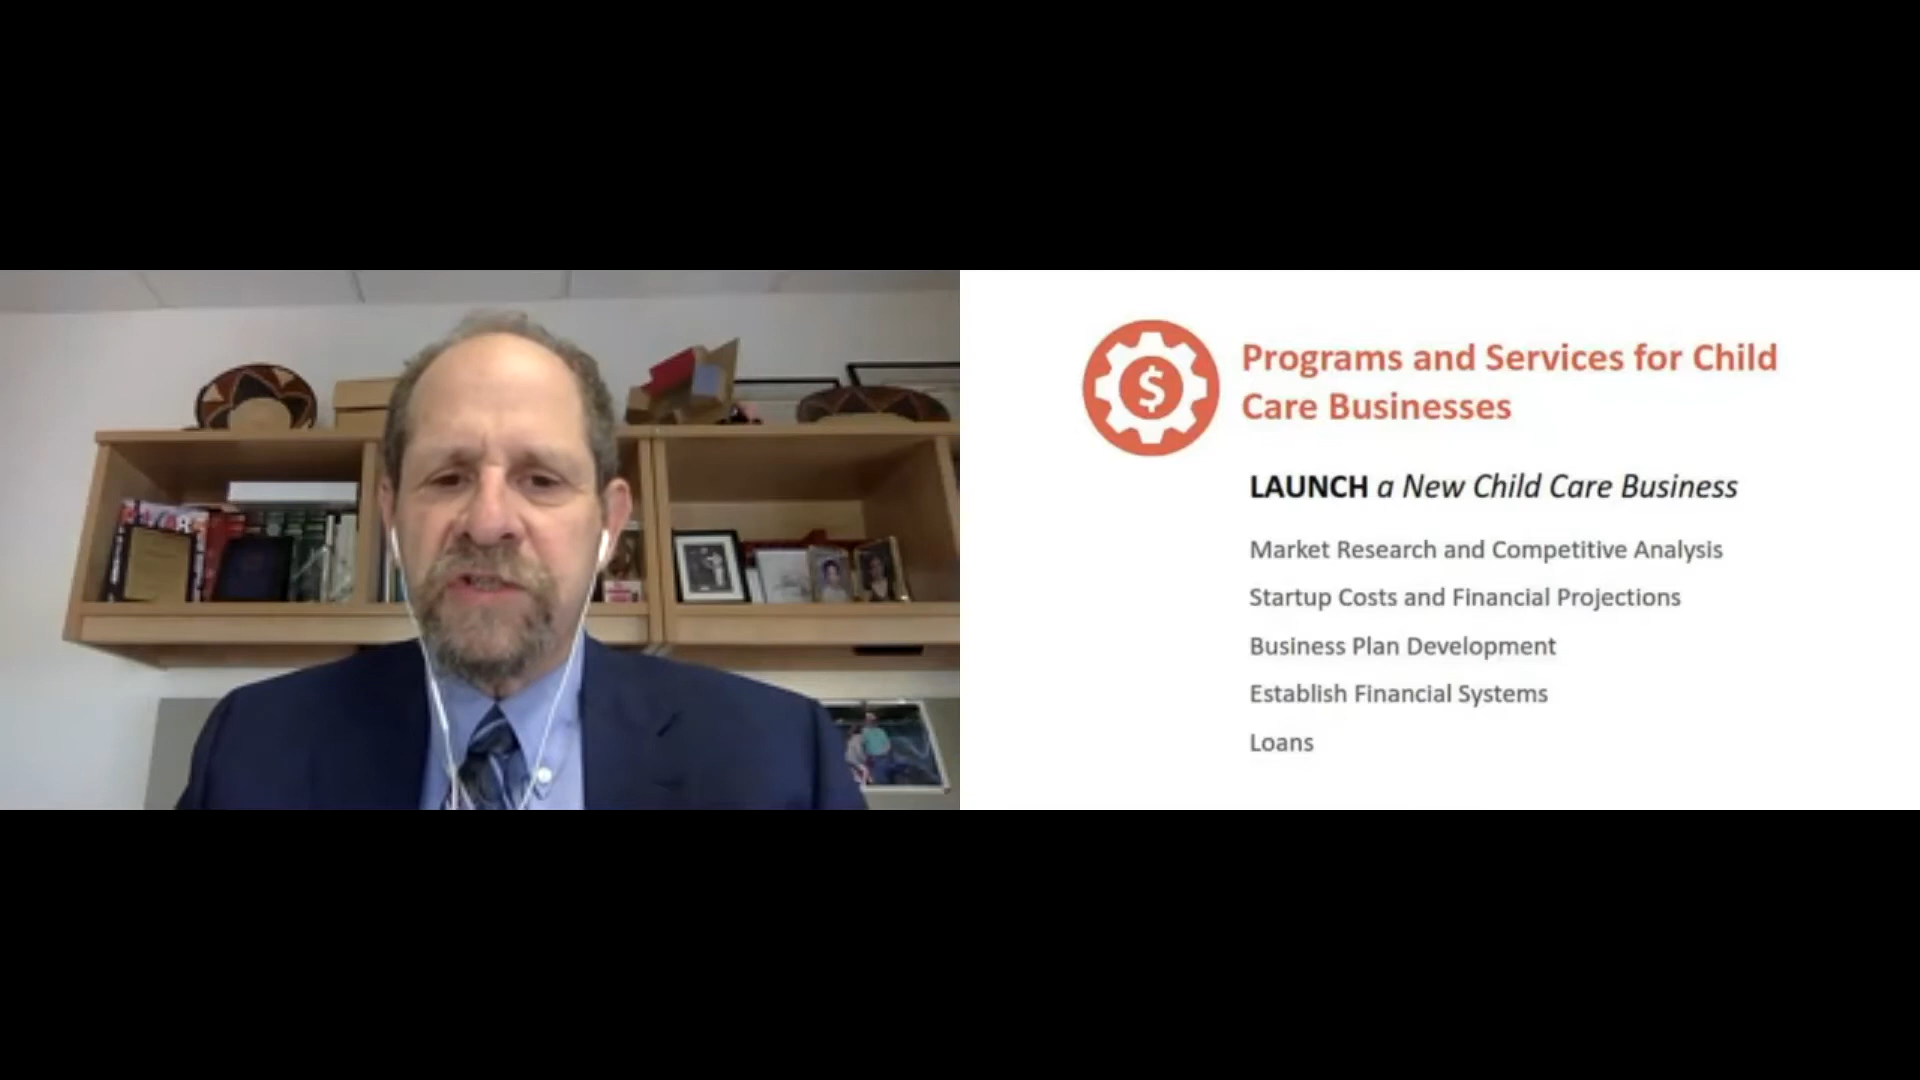 Programs and Services for Child
Care Businesses
LAUNCH a New Child Care Business
Market Research and Competitive Analysis
Startup Costs and Financial Projections
Business Plan Development
Establish Financial Systems
Loans